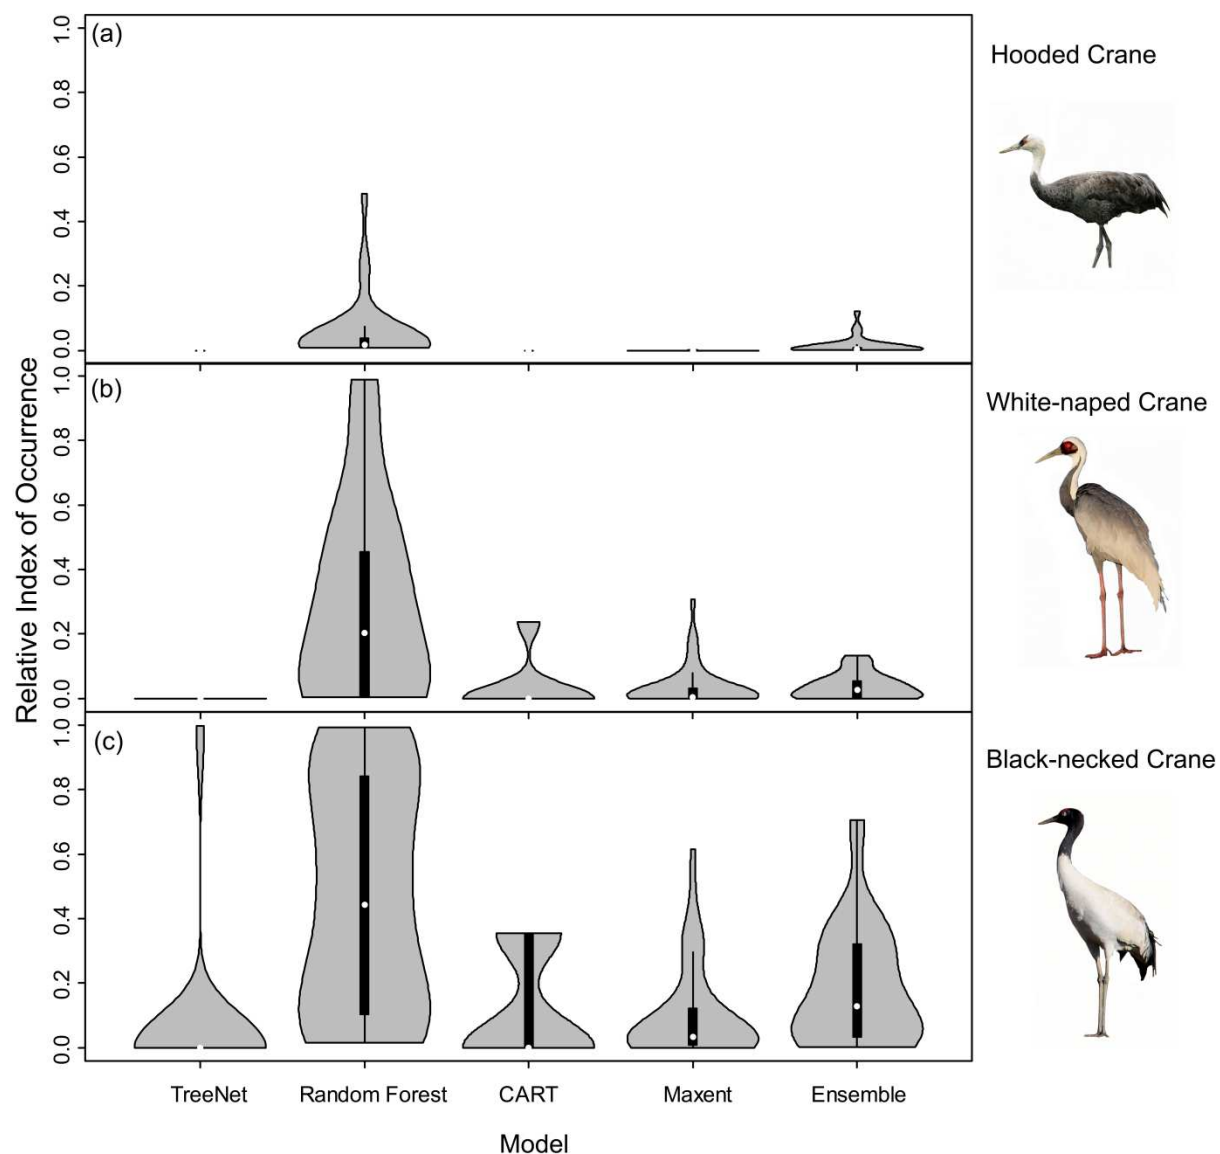 (a)
1.0
0.8
0.6
0.4
0.2
0.0
Hooded Crane
(b)
1.0
0.8
0.6
0.4
0.2
0.0
White-naped Crane
(c)
1.0
0.8
0.6
0.4
0.2
0.0
Black-necked Crane
Relative Index of Occurrence
TreeNet Random Forest CART Maxent Ensemble
Model